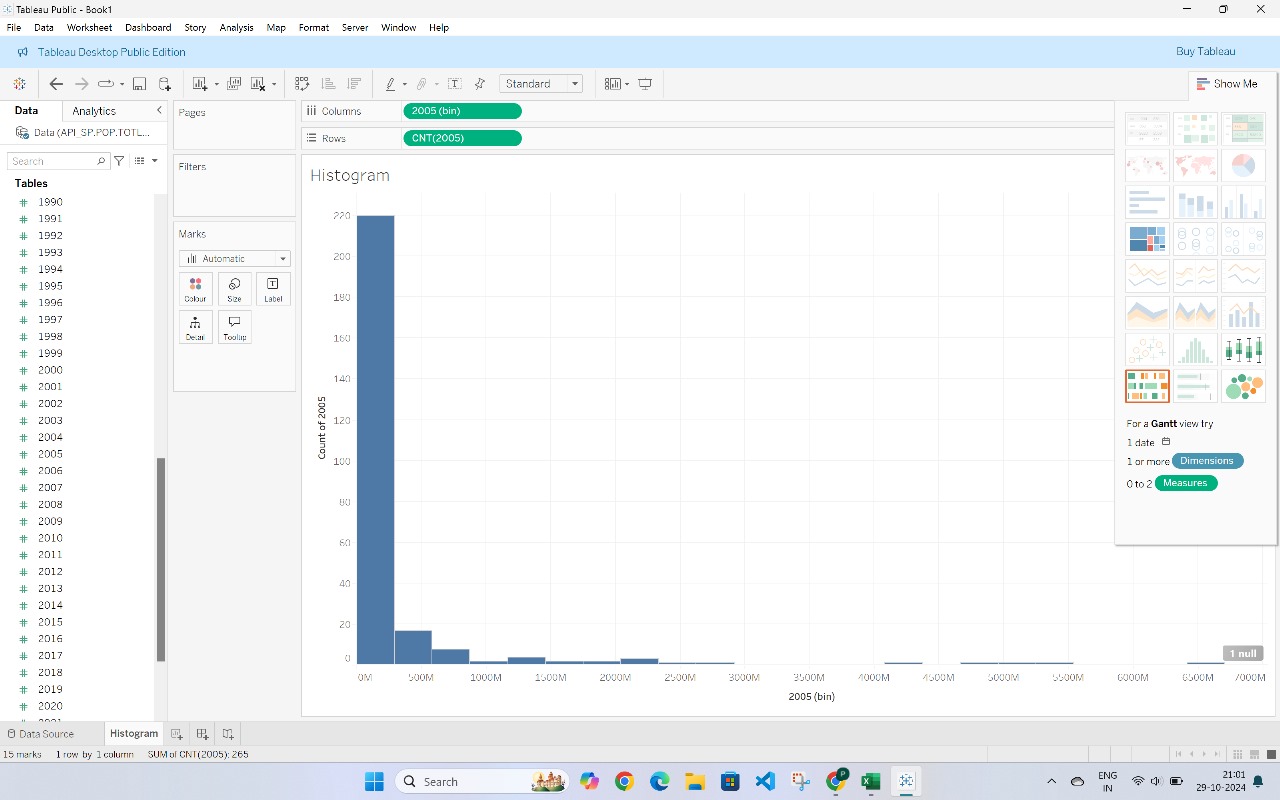 Tableau Public - Book1
File Data Worksheet Dashboard Story Analysis Map Format Server Window Help
Tableau Desktop Public Edition
Buy Tableau
Standard
Show Me
Data
Analytics
Data (API_SP.POP.TOTL...
Search
Tables
1990
1991
1992
1993
1994
1995
1996
1997
1998
1999
2000
2001
2002
2003
2004
2005
2006
2007
2008
2009
2010
2011
2012
2013
2014
2015
2016
2017
2018
2019
2020
Pages
Filters
Marks
Automatic
Colour
Size
Label
Detail
Tooltip
Columns
2005 (bin)
Rows
CNT(2005)
Histogram
Count of 2005
220
200
180
160
140
120
100
80
60
40
20
0
0M 500M 1000M 1500M 2000M 2500M 3000M 3500M 4000M 4500M 5000M 5500M 6000M 6500M 7000M
2005 (bin)
1 null
For a Gantt view try
1 date
1 or more Dimensions
0 to 2 Measures
Data Source
Histogram
15 marks 1 row by 1 column SUM of CNT(2005): 265
Search
P
ENG
IN
21:01
29-10-2024